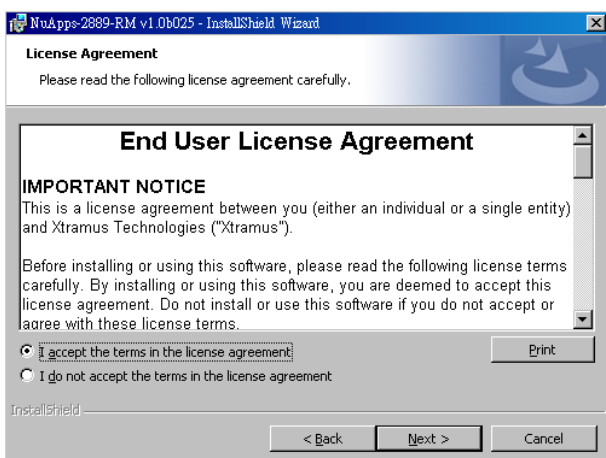 NuApps-2889-RM v1.0b025 - InstallShield Wizard
License Agreement
Please read the following license agreement carefully.
End User License Agreement
IMPORTANT NOTICE
This is a license agreement between you (either an individual or a single entity)
and Xtramus Technologies ("Xtramus").
Before installing or using this software, please read the following license terms
carefully. By installing or using this software, you are deemed to accept this
license agreement. Do not install or use this software if you do not accept or
agree with these license terms.
I accept the terms in the license agreement
Print
I do not accept the terms in the license agreement
InstallShield
< Back
Next >
Cancel